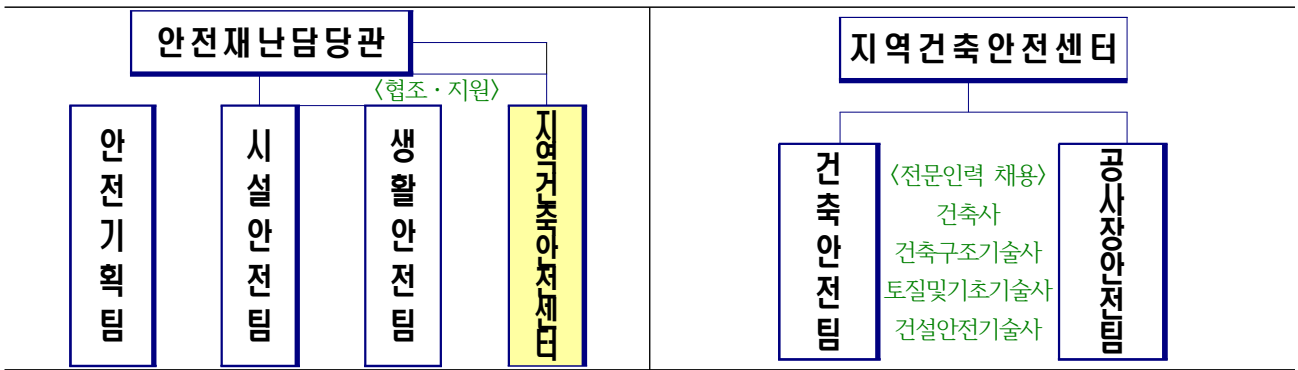 안전재난담당관
〈협조·지원〉
안전기획팀
시설안전팀
생활안전팀
지역건축안전센터
지역건축안전센터
건축안전팀
〈전문인력 채용〉
건축사
건축구조기술사
토질및기초기술사
건설안전기술사
공사장안전팀